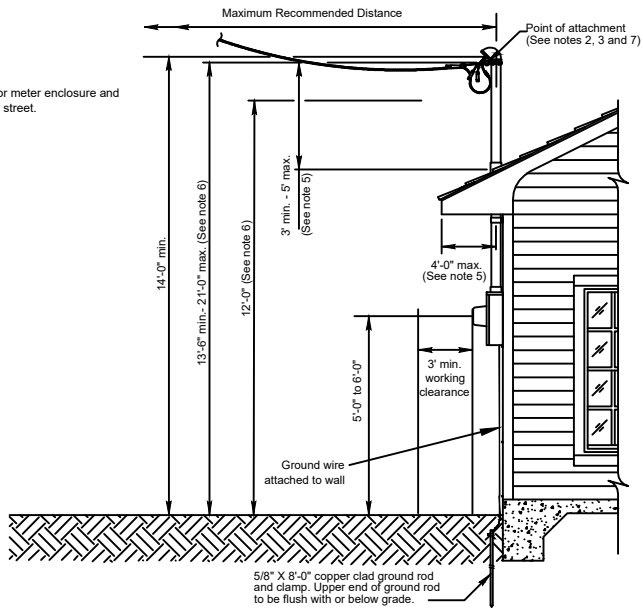 Maximum Recommended Distance
Point of attachment
(See notes 2, 3 and 7)
or meter enclosure and
street.
14'-0" min.
13'-6" min.- 21'-0" max. (See note 6)
12'-0" (See note 6)
3' min. - 5' max.
(See note 5)
4'-0" max.
(See note 5)
5'-0" to 6'-0"
3' min.
working
clearance
Ground wire
attached to wall
5/8" X 8'-0" copper clad ground rod
and clamp. Upper end of ground rod
to be flush with or below grade.